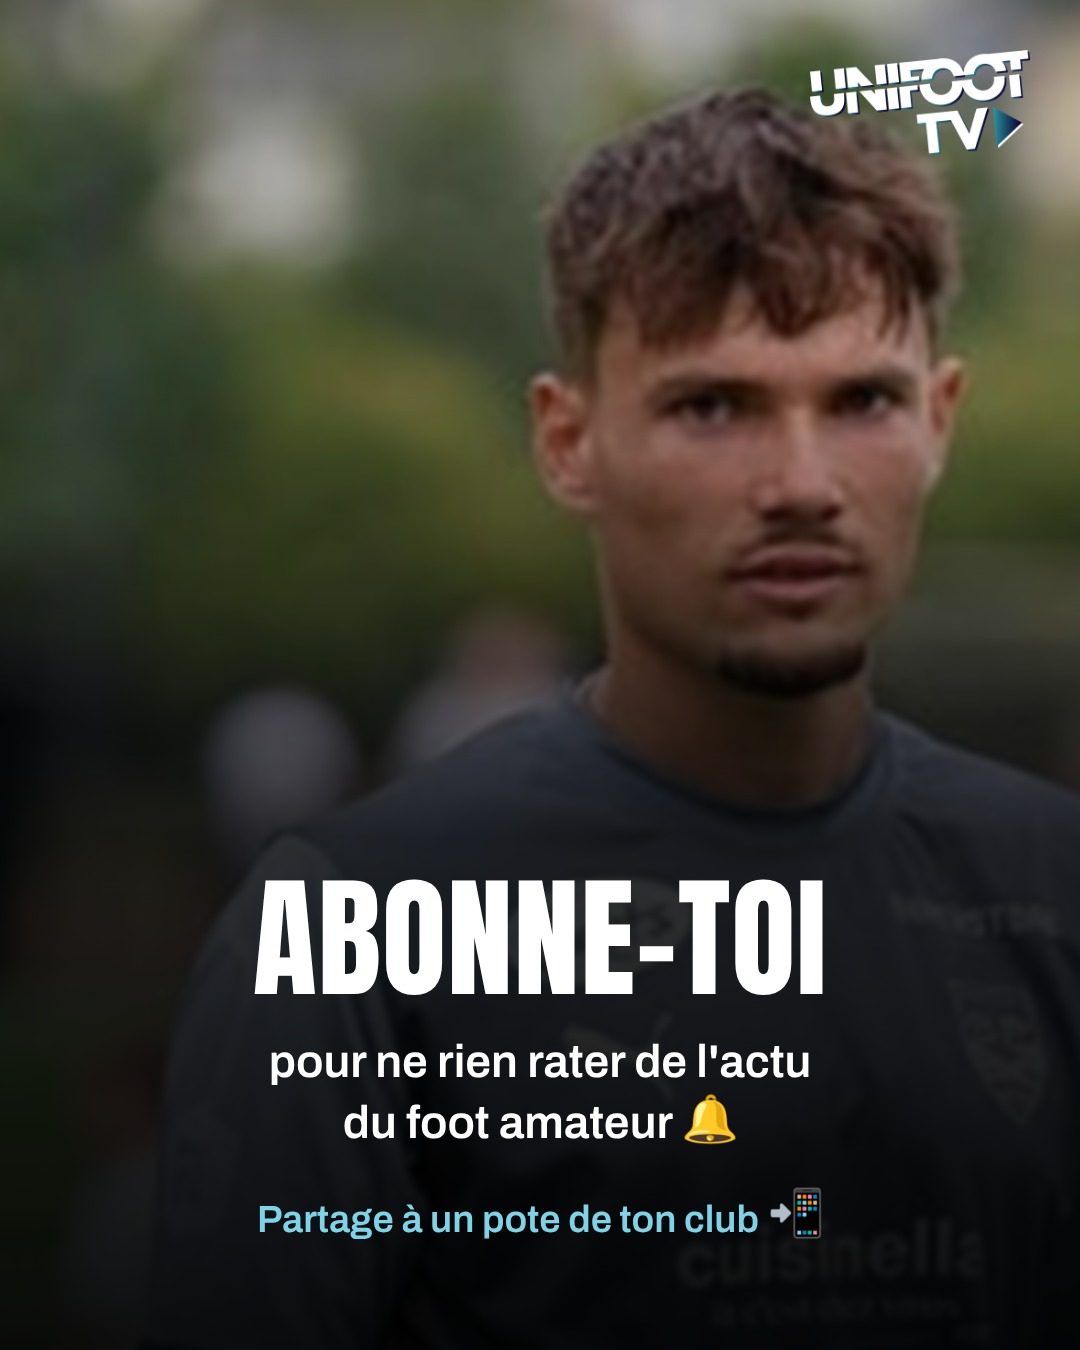 UNIFOOT
TV
ABONNE-TOI
pour ne rien rater de l'actu
du foot amateur 🔔
Partage à un pote de ton club 📲
cuisinella